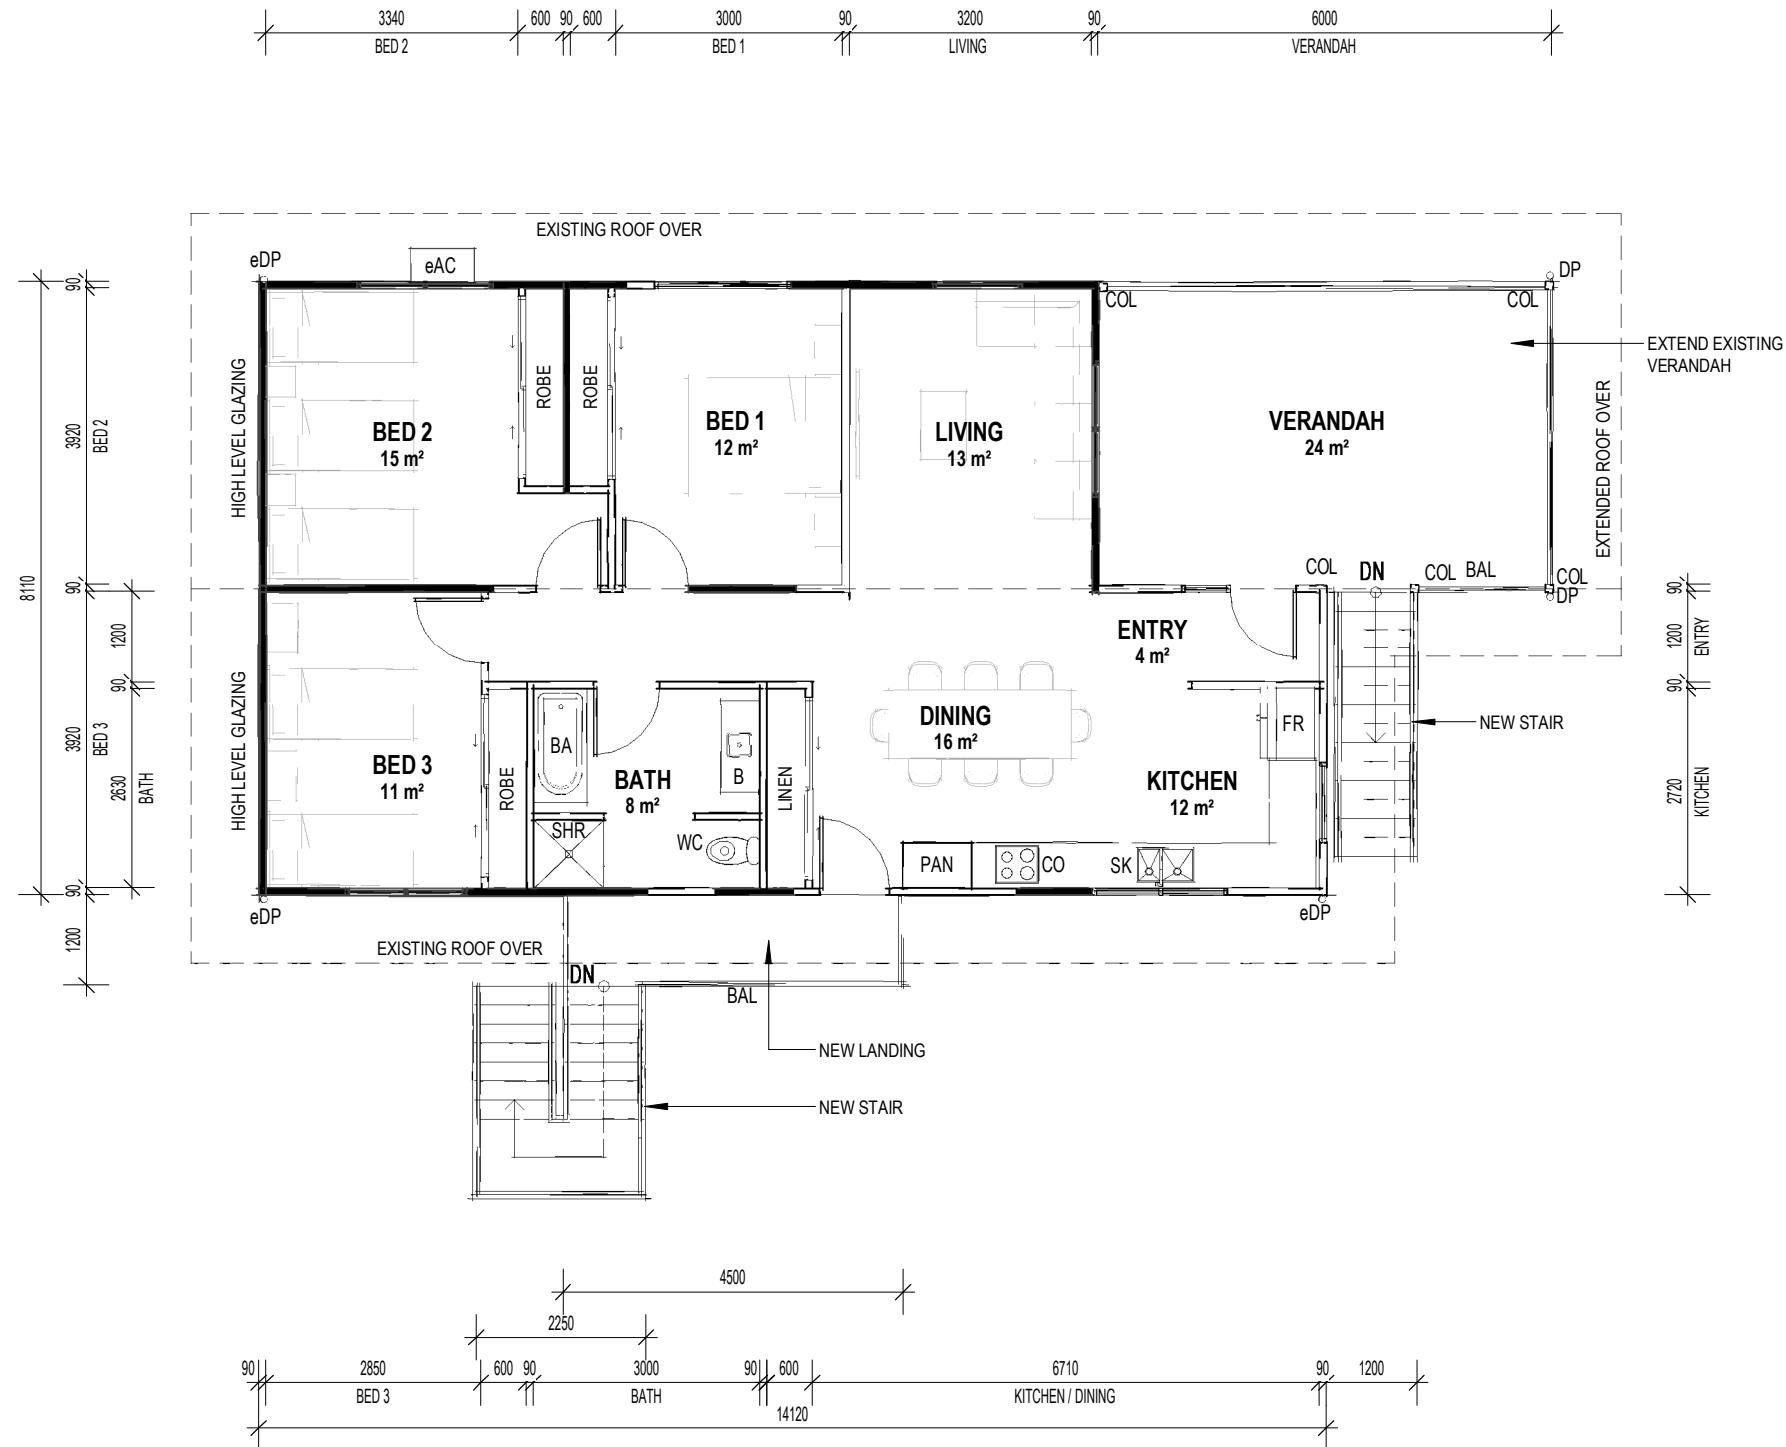 3340 600 90 600 3000 90 3200 90 6000
BED 2 BED 1 LIVING VERANDAH
EXISTING ROOF OVER
eDP
eAC
DP
COL
COL
EXTEND EXISTING
VERANDAH
HIGH LEVEL GLAZING
ROBE
ROBE
BED 2
15 m²
BED 1
12 m²
LIVING
13 m²
VERANDAH
24 m²
EXTENDED ROOF OVER
90
3920
BED 2
8110
90
1200
90
3920
BED 3
2630
BATH
90
1200
COL
DN
COL
BAL
COL
DP
ENTRY
4 m²
90
1200
ENTRY
90
2720
KITCHEN
90
HIGH LEVEL GLAZING
BED 3
11 m²
ROBE
BA
BATH
8 m²
B
LINEN
SHR
WC
DINING
16 m²
FR
NEW STAIR
KITCHEN
12 m²
PAN
CO
SK
eDP
eDP
EXISTING ROOF OVER
DN
BAL
NEW LANDING
NEW STAIR
4500
2250
90 2850 600 90 3000 90 600 6710 90 1200
BED 3 BATH KITCHEN / DINING
14120